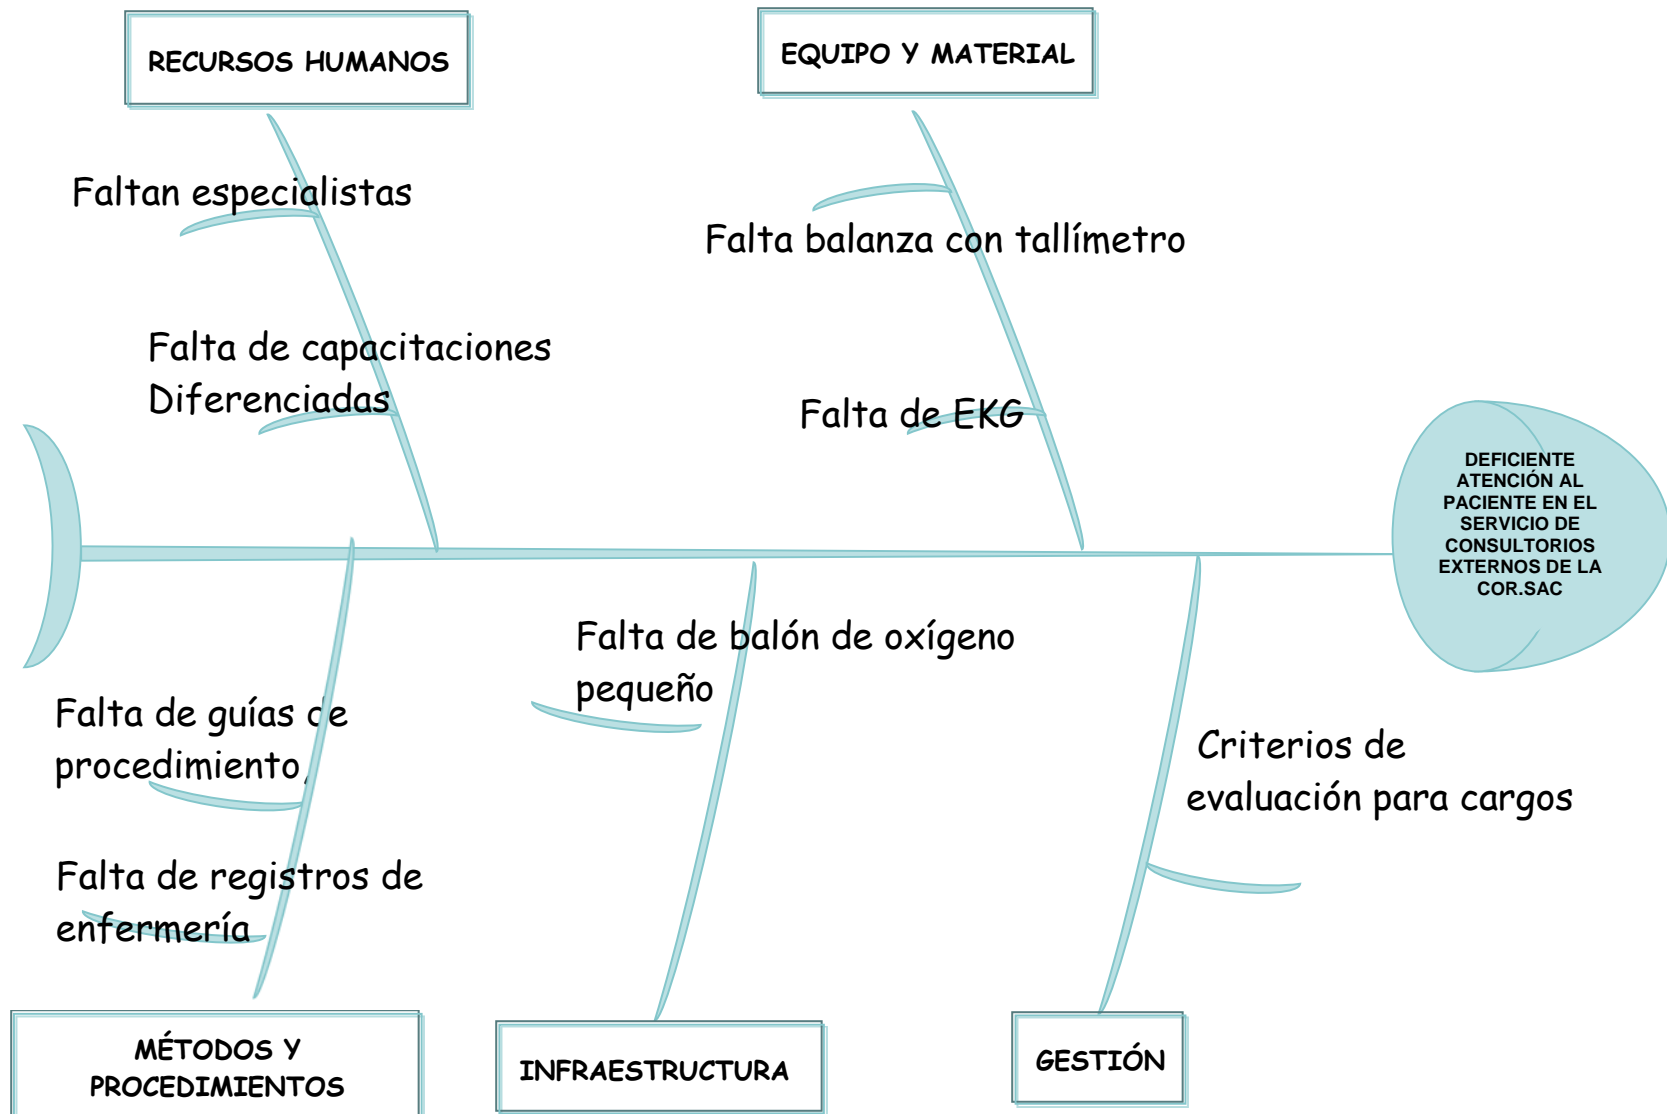 RECURSOS HUMANOS
EQUIPO Y MATERIAL
Faltan especialistas
Falta balanza con tallímetro
Falta de capacitaciones
Diferenciadas
Falta de EKG
DEFICIENTE
ATENCIÓN AL
PACIENTE EN EL
SERVICIO DE
CONSULTORIOS
EXTERNOS DE LA
COR.SAC
Falta de balón de oxígeno
pequeño
Falta de guías de
procedimiento,
Criterios de
evaluación para cargos
Falta de registros de
enfermería
MÉTODOS Y
PROCEDIMIENTOS
INFRAESTRUCTURA
GESTIÓN